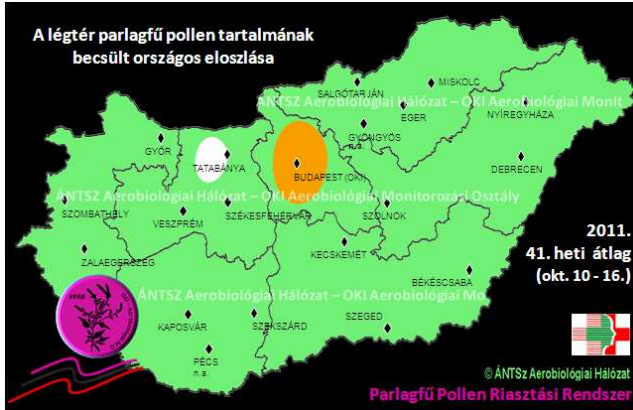 A légtér parlagfű pollen tartalmának
becsült országos eloszlása
MISKOLC
SALGÓTARJÁN
ÁNTSZ Aerobiológiai Hálózat – OKI Aerobiológiai Monit
EGER
NYÍREGYHÁZA
GYÖNGYÖS
n.a.
GYŐR
TATABÁNYA
BUDAPEST (OKI)
DEBRECEN
ÁNTSZ Aerobiológiai Hálózat – OKI Aerobiológiai Monitorozási Osztály
SZOMBATHELY
VESZPRÉM
SZÉKESFEHÉRVÁR
SZOLNOK
2011.
41. heti átlag
(okt. 10 - 16.)
KECSKEMÉT
ZALAEGERSZEG
BÉKÉSCSABA
ÁNTSZ Aerobiológiai Hálózat – OKI Aerobiológiai Mo
KAPOSVÁR
SZEKSZÁRD
SZEGED
PÉCS
n. a.
© ÁNTSz Aerobiológiai Hálózat
Parlagfű Pollen Riasztási Rendszer